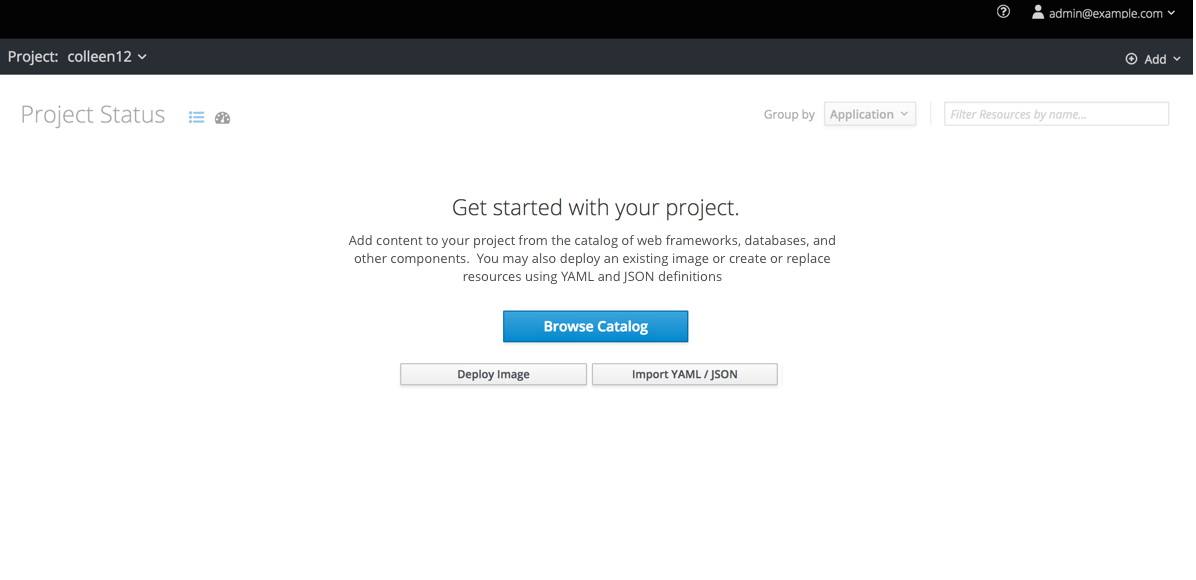 admin@example.com
Project: colleen12
Add
Project Status
Group by Application
Filter Resources by name...
Get started with your project.
Add content to your project from the catalog of web frameworks, databases, and
other components. You may also deploy an existing image or create or replace
resources using YAML and JSON definitions
Browse Catalog
Deploy Image
Import YAML / JSON